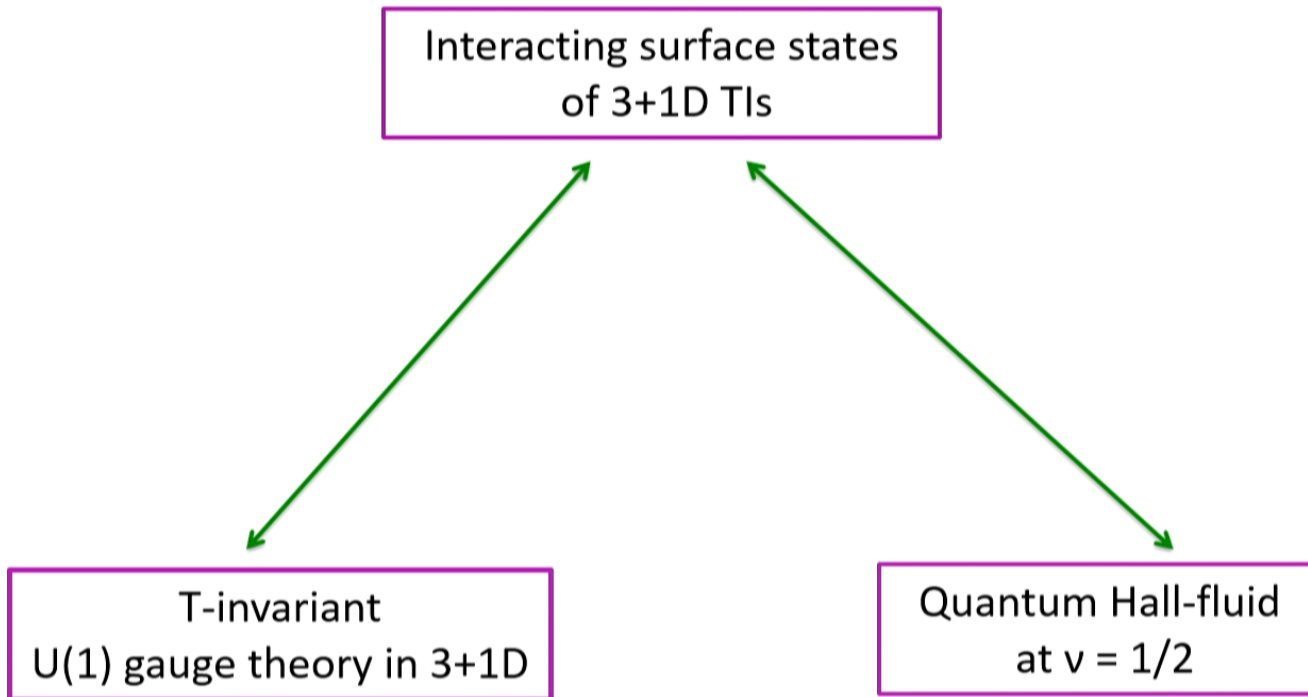 Interacting surface states
of 3+1D TIs
T-invariant
U(1) gauge theory in 3+1D
Quantum Hall-fluid
at ν = 1/2